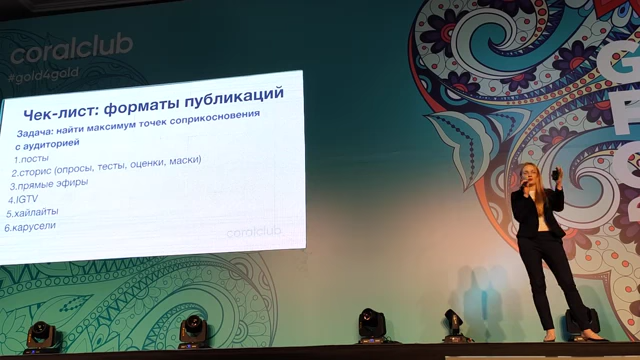 coralclub
#gold4gold
Чек-лист: форматы публикаций
Задача: найти максимум точек соприкосновения
с аудиторией
1.посты
2.сторис (опросы, тесты, оценки, маски)
3.прямые эфиры
4.IGTV
5.хайлайты
6.карусели
coralclub